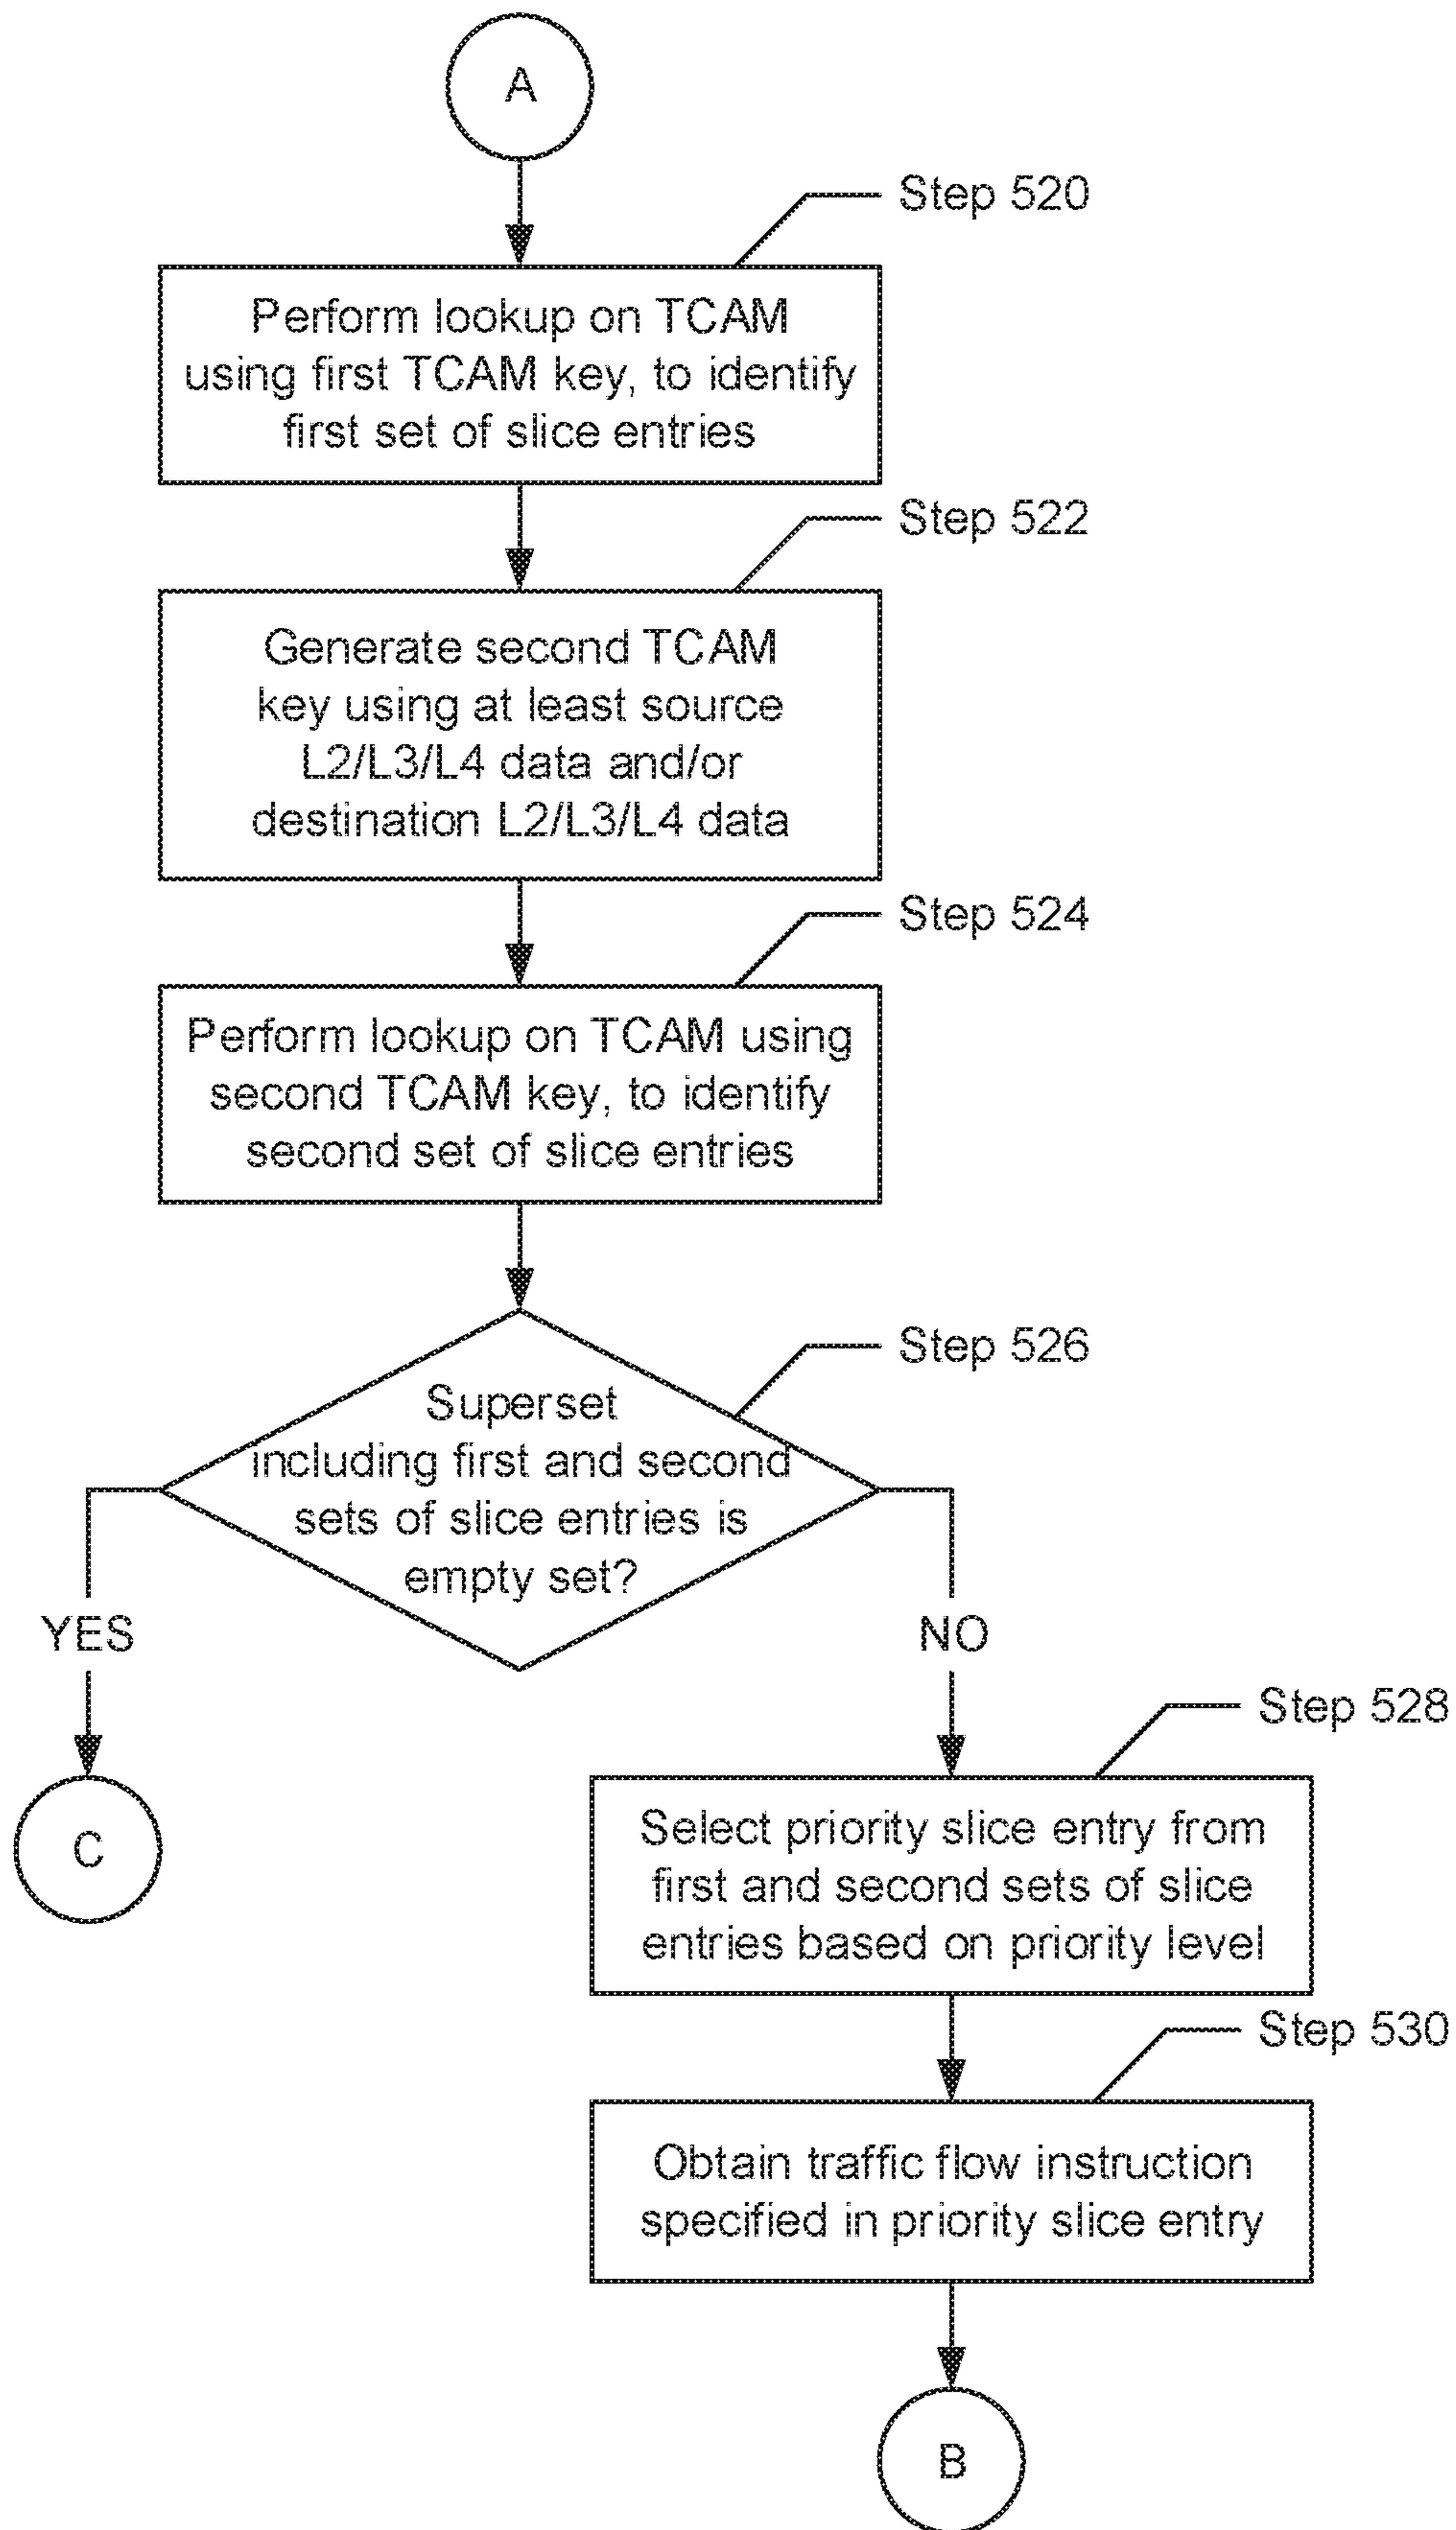 A
Step 520
Perform lookup on TCAM
using first TCAM key, to identify
first set of slice entries
Step 522
Generate second TCAM
key using at least source
L2/L3/L4 data and/or
destination L2/L3/L4 data
Step 524
Perform lookup on TCAM using
second TCAM key, to identify
second set of slice entries
Step 526
Superset
including first and second
sets of slice entries is
empty set?
YES
NO
Step 528
C
Select priority slice entry from
first and second sets of slice
entries based on priority level
Step 530
Obtain traffic flow instruction
specified in priority slice entry
B